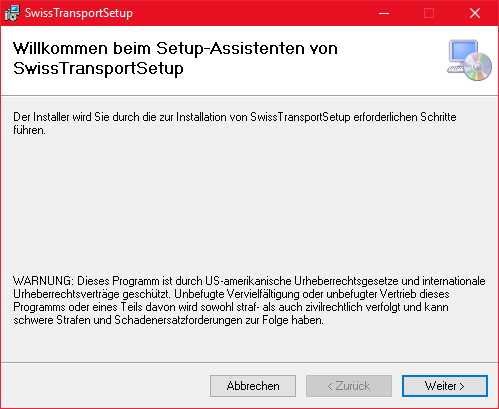 SwissTransportSetup
Willkommen beim Setup-Assistenten von
SwissTransportSetup
Der Installer wird Sie durch die zur Installation von SwissTransportSetup erforderlichen Schritte
führen.
WARNUNG: Dieses Programm ist durch US-amerikanische Urheberrechtsgesetze und internationale
Urheberrechtsverträge geschützt. Unbefugte Vervielfältigung oder unbefugter Vertrieb dieses
Programms oder eines Teils davon wird sowohl straf- als auch zivilrechtlich verfolgt und kann
schwere Strafen und Schadenersatzforderungen zur Folge haben.
Abbrechen
< Zurück
Weiter >